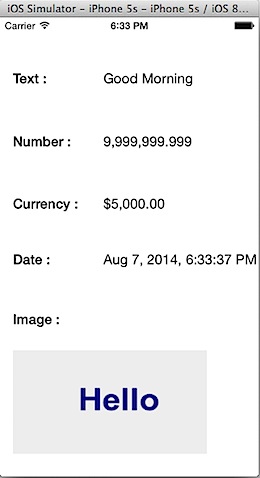 iOS Simulator – iPhone 5s – iPhone 5s / iOS 8...
Carrier 6:33 PM
Text : Good Morning
Number : 9,999,999.999
Currency : $5,000.00
Date : Aug 7, 2014, 6:33:37 PM
Image :
Hello